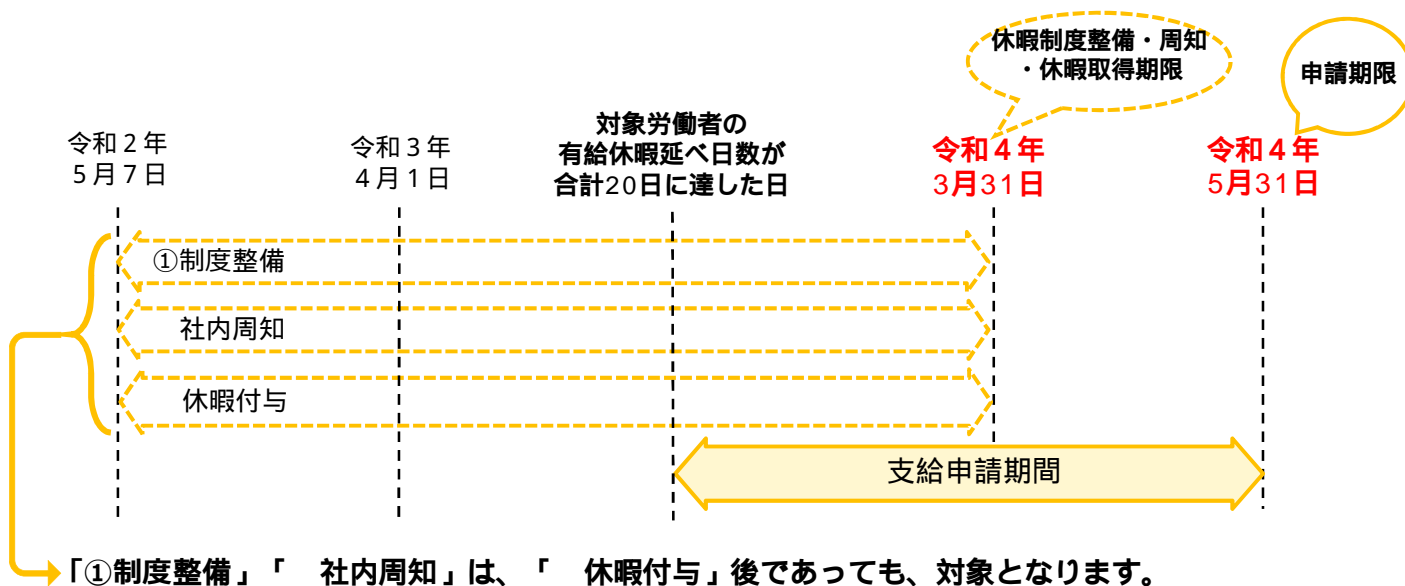 休暇制度整備・周知
・休暇取得期限
申請期限
令和２年
５月７日
令和３年
４月１日
対象労働者の
有給休暇延べ日数が
合計20日に達した日
令和４年
3月31日
令和４年
5月31日
①制度整備
社内周知
休暇付与
支給申請期間
「①制度整備」「　社内周知」は、「　休暇付与」後であっても、対象となります。